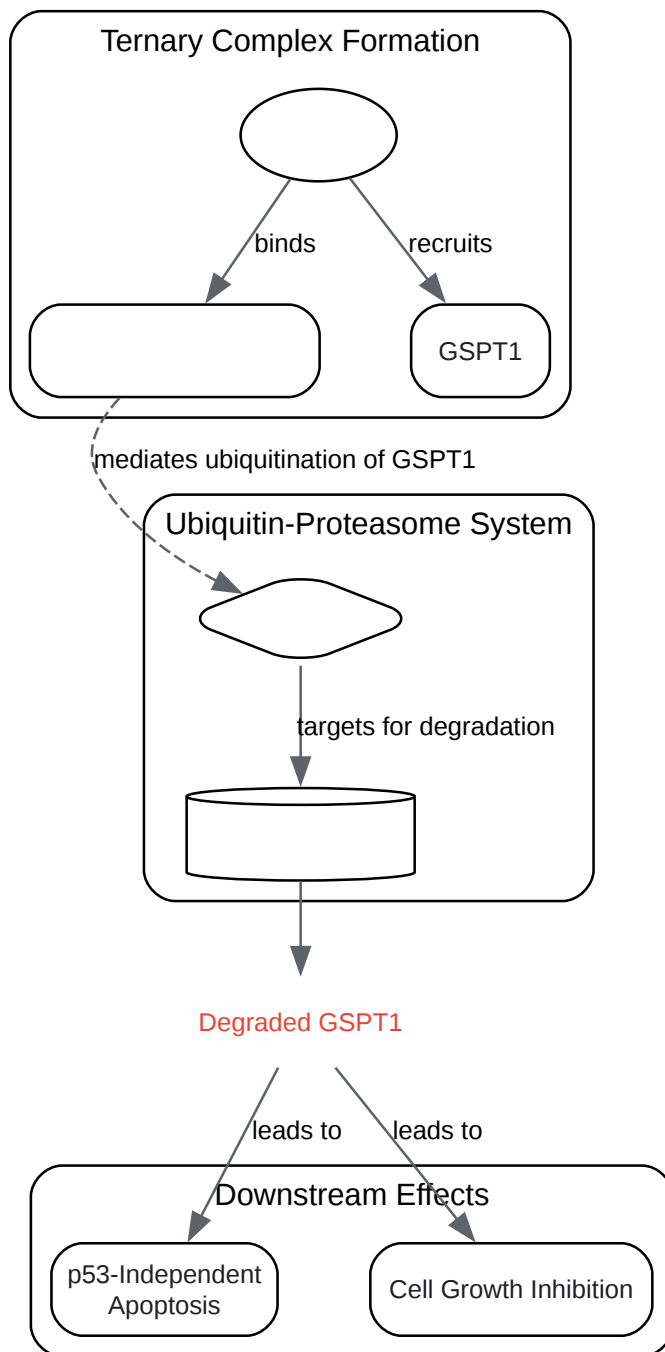 Ternary Complex Formation
binds
recruits
GSPT1
mediates ubiquitination of GSPT1
Ubiquitin-Proteasome System
targets for degradation
Degraded GSPT1
leads to
leads to
Downstream Effects
p53-Independent
Apoptosis
Cell Growth Inhibition